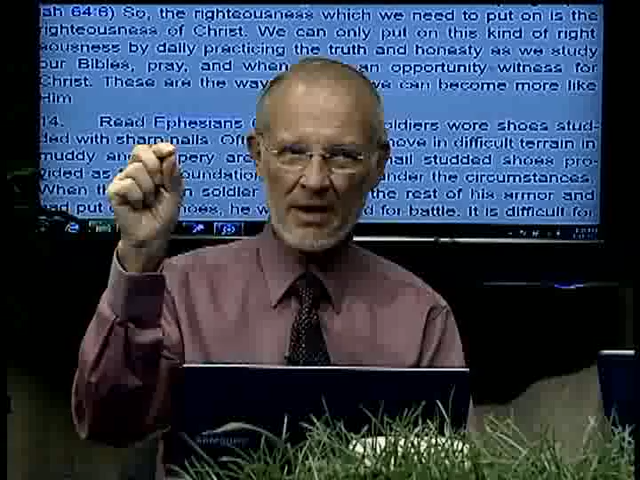 ah 64:6) So, the righteousness which we need to put on is the
righteousness of Christ. We can only put on this kind of right
eousness by daily practicing the truth and honesty as we study
our Bibles, pray, and when an opportunity witness for
Christ. These are the way we can become more like
Him
14. Read Ephesians soldiers wore shoes stud-
ded with sharp nails. move in difficult terrain in
muddy and slippery are nail studded shoes pro-
vided as foundation under the circumstances
When soldier the rest of his armor and
had put shoes, he for battle. It is difficult for